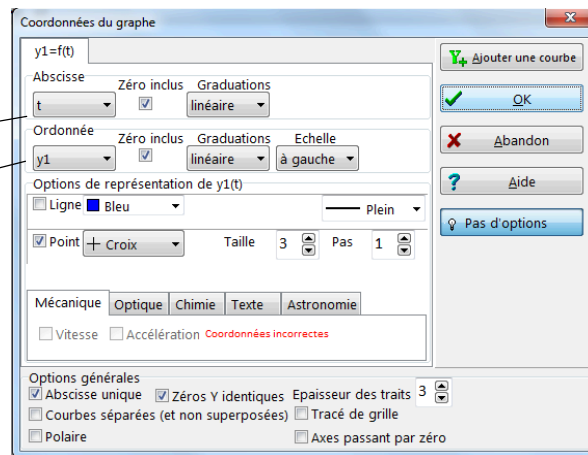 Coordonnées du graphe
y1=f(t)
Abscisse
Zéro inclus Graduations
t linéaire
Ordonnée
Zéro inclus Graduations Echelle
y1 linéaire à gauche
Options de représentation de y1(t)
Ligne Bleu Plein
Point Croix Taille 3 Pas 1
Mécanique Optique Chimie Texte Astronomie
Vitesse Accélération Coordonnées incorrectes
Options générales
Abscisse unique Zéros Y identiques Epaisseur des traits 3
Courbes séparées (et non superposées) Tracé de grille
Polaire Axes passant par zéro
Ajouter une courbe
OK
Abandon
Aide
Pas d'options